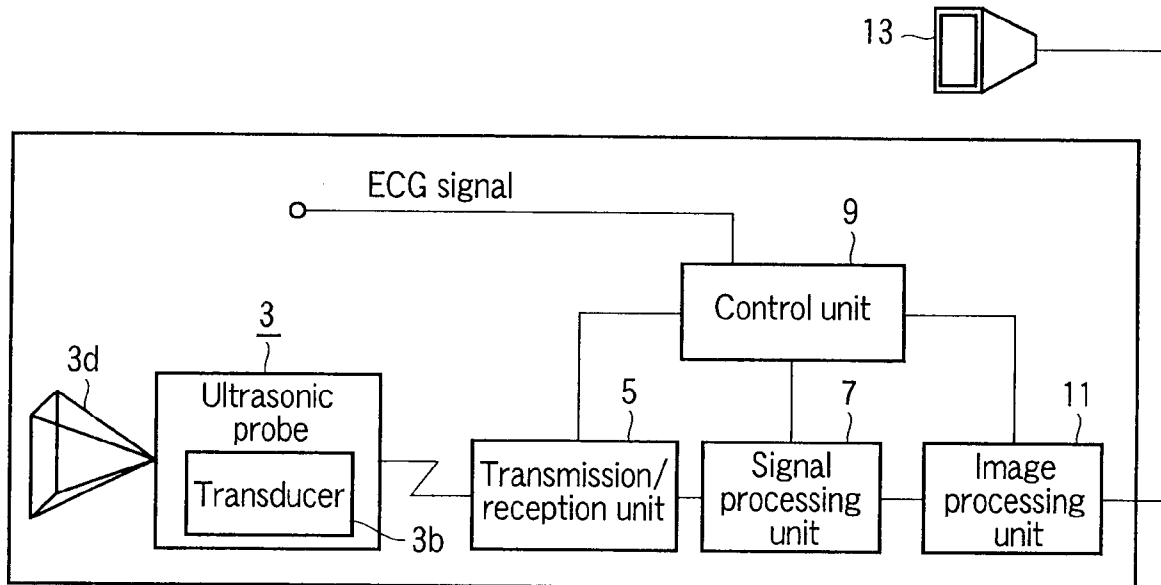 13
ECG signal
9
Control unit
3
3d
Ultrasonic
probe
Transducer
3b
5
Transmission/
reception unit
7
Signal
processing
unit
11
Image
processing
unit